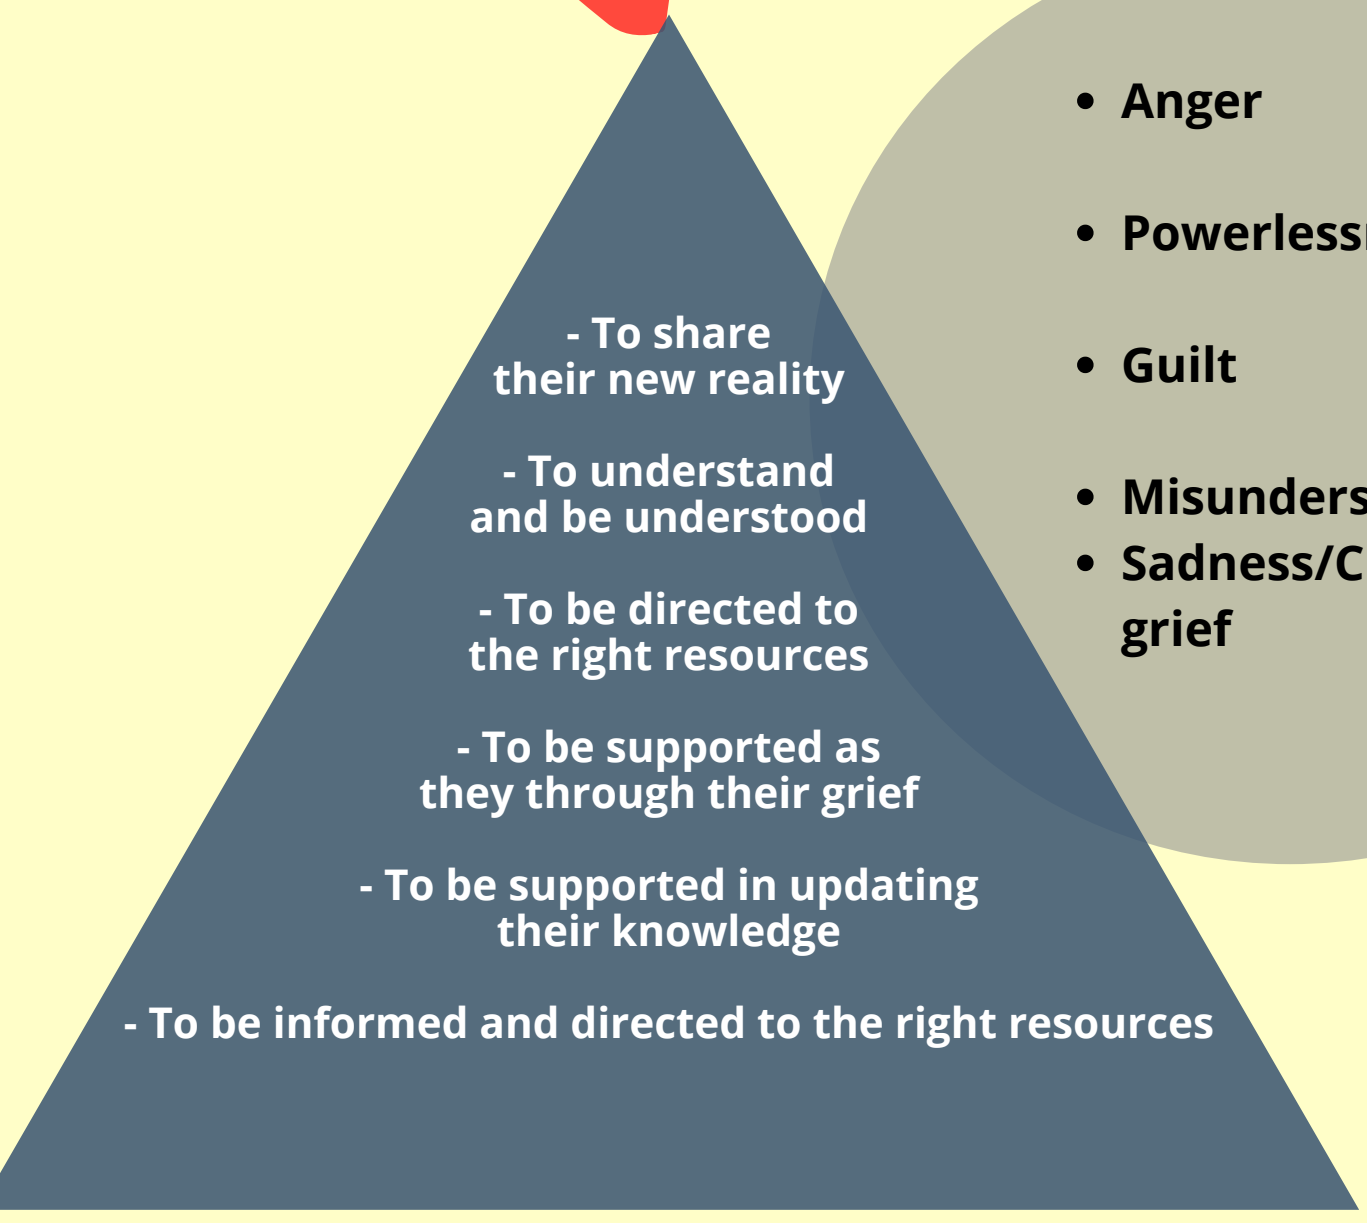 - To share
their new reality
- To understand
and be understood
- To be directed to
the right resources
- To be supported as
they through their grief
- To be supported in updating
their knowledge
- To be informed and directed to the right resources
• Anger
• Guilt
• Sadness/C
grief